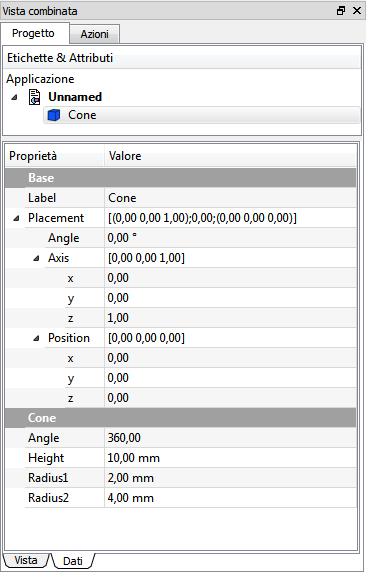 Vista combinata
Progetto Azioni
Etichette & Attributi
Applicazione
Unnamed
Cone
Proprietà Valore
Base
Label Cone
Placement [(0,00 0,00 1,00);0,00;(0,00 0,00 0,00)]
Angle 0,00 °
Axis [0,00 0,00 1,00]
x 0,00
y 0,00
z 1,00
Position [0,00 0,00 0,00]
x 0,00
y 0,00
z 0,00
Cone
Angle 360,00
Height 10,00 mm
Radius1 2,00 mm
Radius2 4,00 mm
Vista Dati